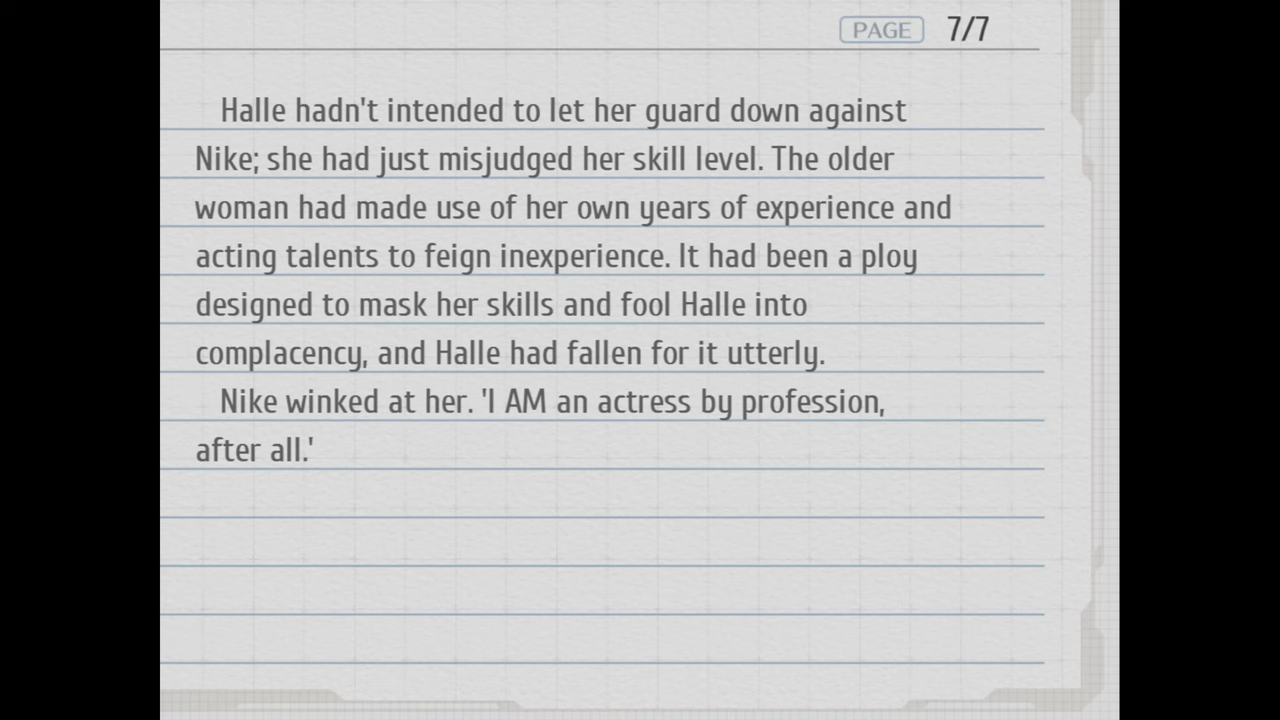 PAGE 7/7
Halle hadn't intended to let her guard down against
Nike; she had just misjudged her skill level. The older
woman had made use of her own years of experience and
acting talents to feign inexperience. It had been a ploy
designed to mask her skills and fool Halle into
complacency, and Halle had fallen for it utterly.
Nike winked at her. 'I AM an actress by profession,
after all.'